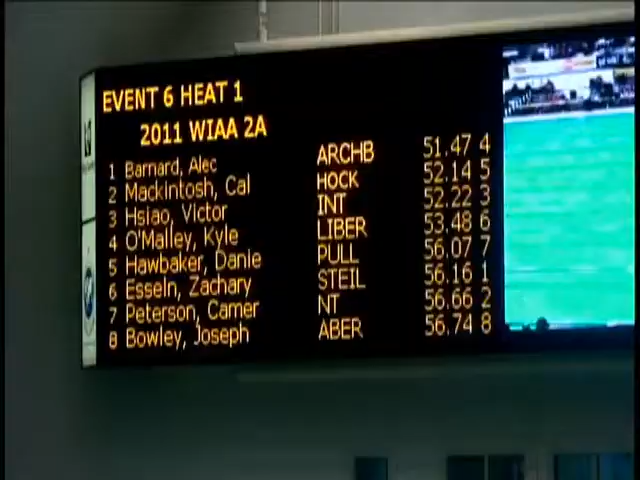 EVENT 6 HEAT 1
2011 WIAA 2A
1 Barnard, Alec ARCHB 51.47 4
2 Mackintosh, Cal HOCK 52.14 5
3 Hsiao, Victor INT 52.22 3
4 O'Malley, Kyle LIBER 53.48 6
5 Hawbaker, Danie PULL 56.07 7
6 Esseln, Zachary STEIL 56.16 1
7 Peterson, Camer NT 56.66 2
8 Bowley, Joseph ABER 56.74 8